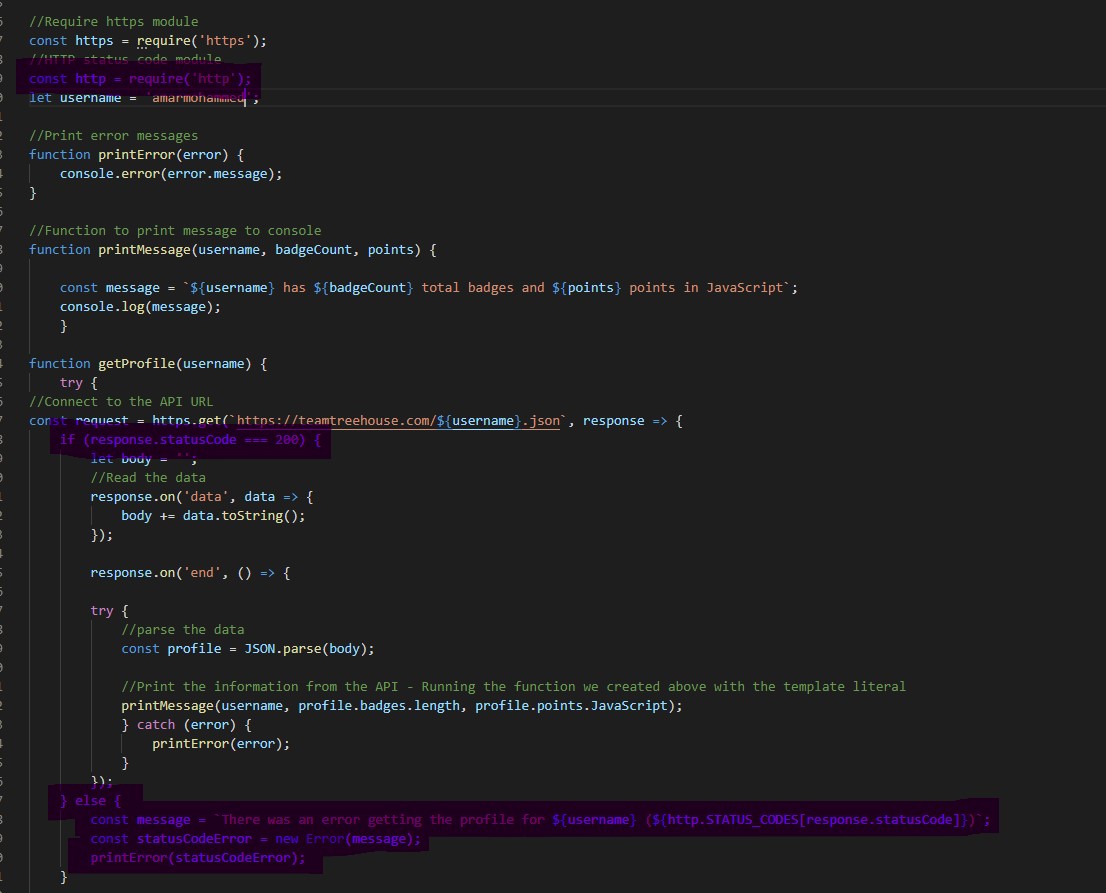 //Require https module
const https = require('https');
//HTTP status code module
const http = require('http');
let username = 'amarmohammed';
//Print error messages
function printError(error) {
console.error(error.message);
}
//Function to print message to console
function printMessage(username, badgeCount, points) {
const message = `${username} has ${badgeCount} total badges and ${points} points in JavaScript`;
console.log(message);
}
function getProfile(username) {
try {
//Connect to the API URL
const request = https.get(`https://teamtreehouse.com/${username}.json`, response => {
if (response.statusCode === 200) {
let body = '';
//Read the data
response.on('data', data => {
body += data.toString();
});
response.on('end', () => {
try {
//parse the data
const profile = JSON.parse(body);
//Print the information from the API - Running the function we created above with the template literal
printMessage(username, profile.badges.length, profile.points.JavaScript);
} catch (error) {
printError(error);
}
});
} else {
const message = `There was an error getting the profile for ${username} (${http.STATUS_CODES[response.statusCode]})`;
const statusCodeError = new Error(message);
printError(statusCodeError);
}